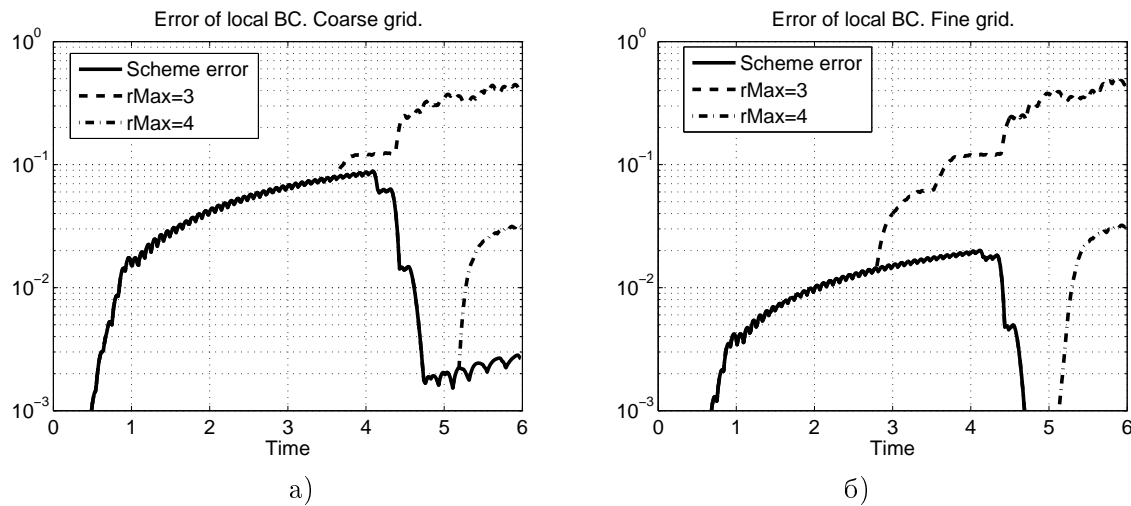 Error of local BC. Coarse grid.
10^0
10^-1
10^-2
10^-3
Scheme error
rMax=3
rMax=4
0 1 2 3 4 5 6
Time
а)
Error of local BC. Fine grid.
10^0
10^-1
10^-2
10^-3
Scheme error
rMax=3
rMax=4
0 1 2 3 4 5 6
Time
б)